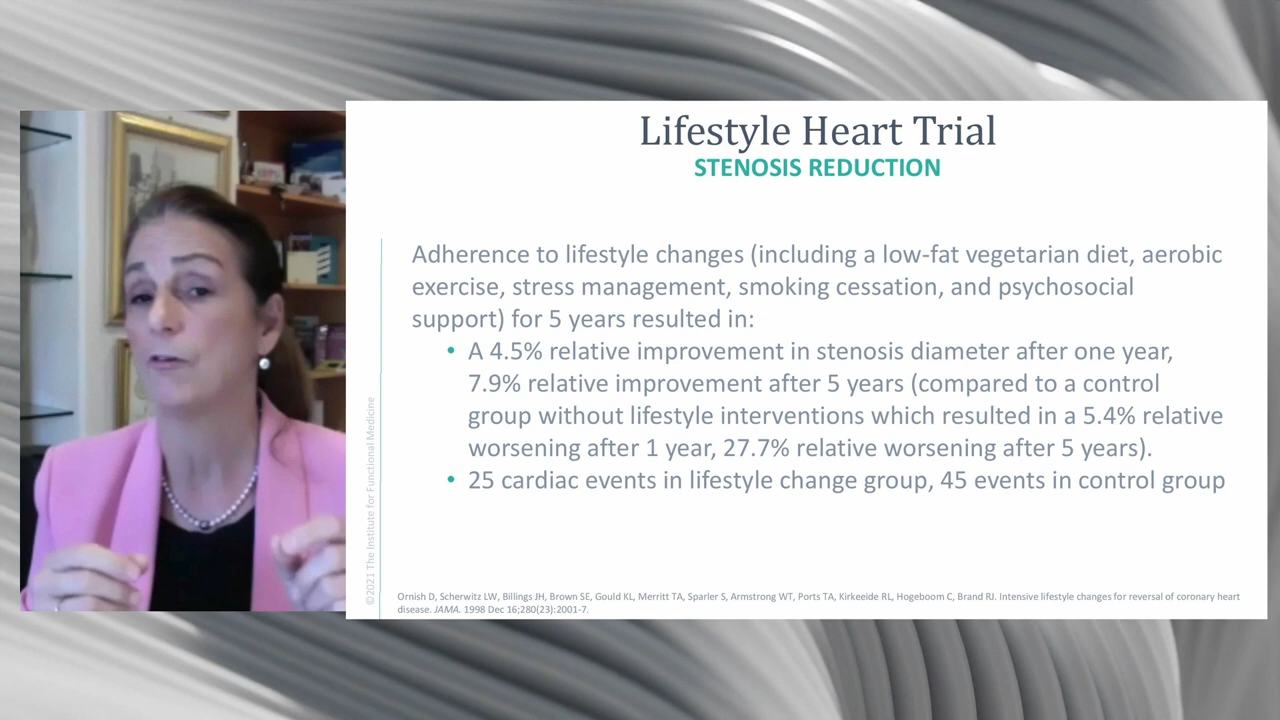 Lifestyle Heart Trial
STENOSIS REDUCTION
Adherence to lifestyle changes (including a low-fat vegetarian diet, aerobic
exercise, stress management, smoking cessation, and psychosocial
support) for 5 years resulted in:
• A 4.5% relative improvement in stenosis diameter after one year,
7.9% relative improvement after 5 years (compared to a control
group without lifestyle interventions which resulted in a 5.4% relative
worsening after 1 year, 27.7% relative worsening after 5 years).
• 25 cardiac events in lifestyle change group, 45 events in control group
©2021 The Institute for Functional Medicine
Ornish D, Scherwitz LW, Billings JH, Brown SE, Gould KL, Merritt TA, Sparler S, Armstrong WT, Ports TA, Kirkeeide RL, Hogeboom C, Brand RJ. Intensive lifestyle changes for reversal of coronary heart
disease. JAMA. 1998 Dec 16;280(23):2001-7.